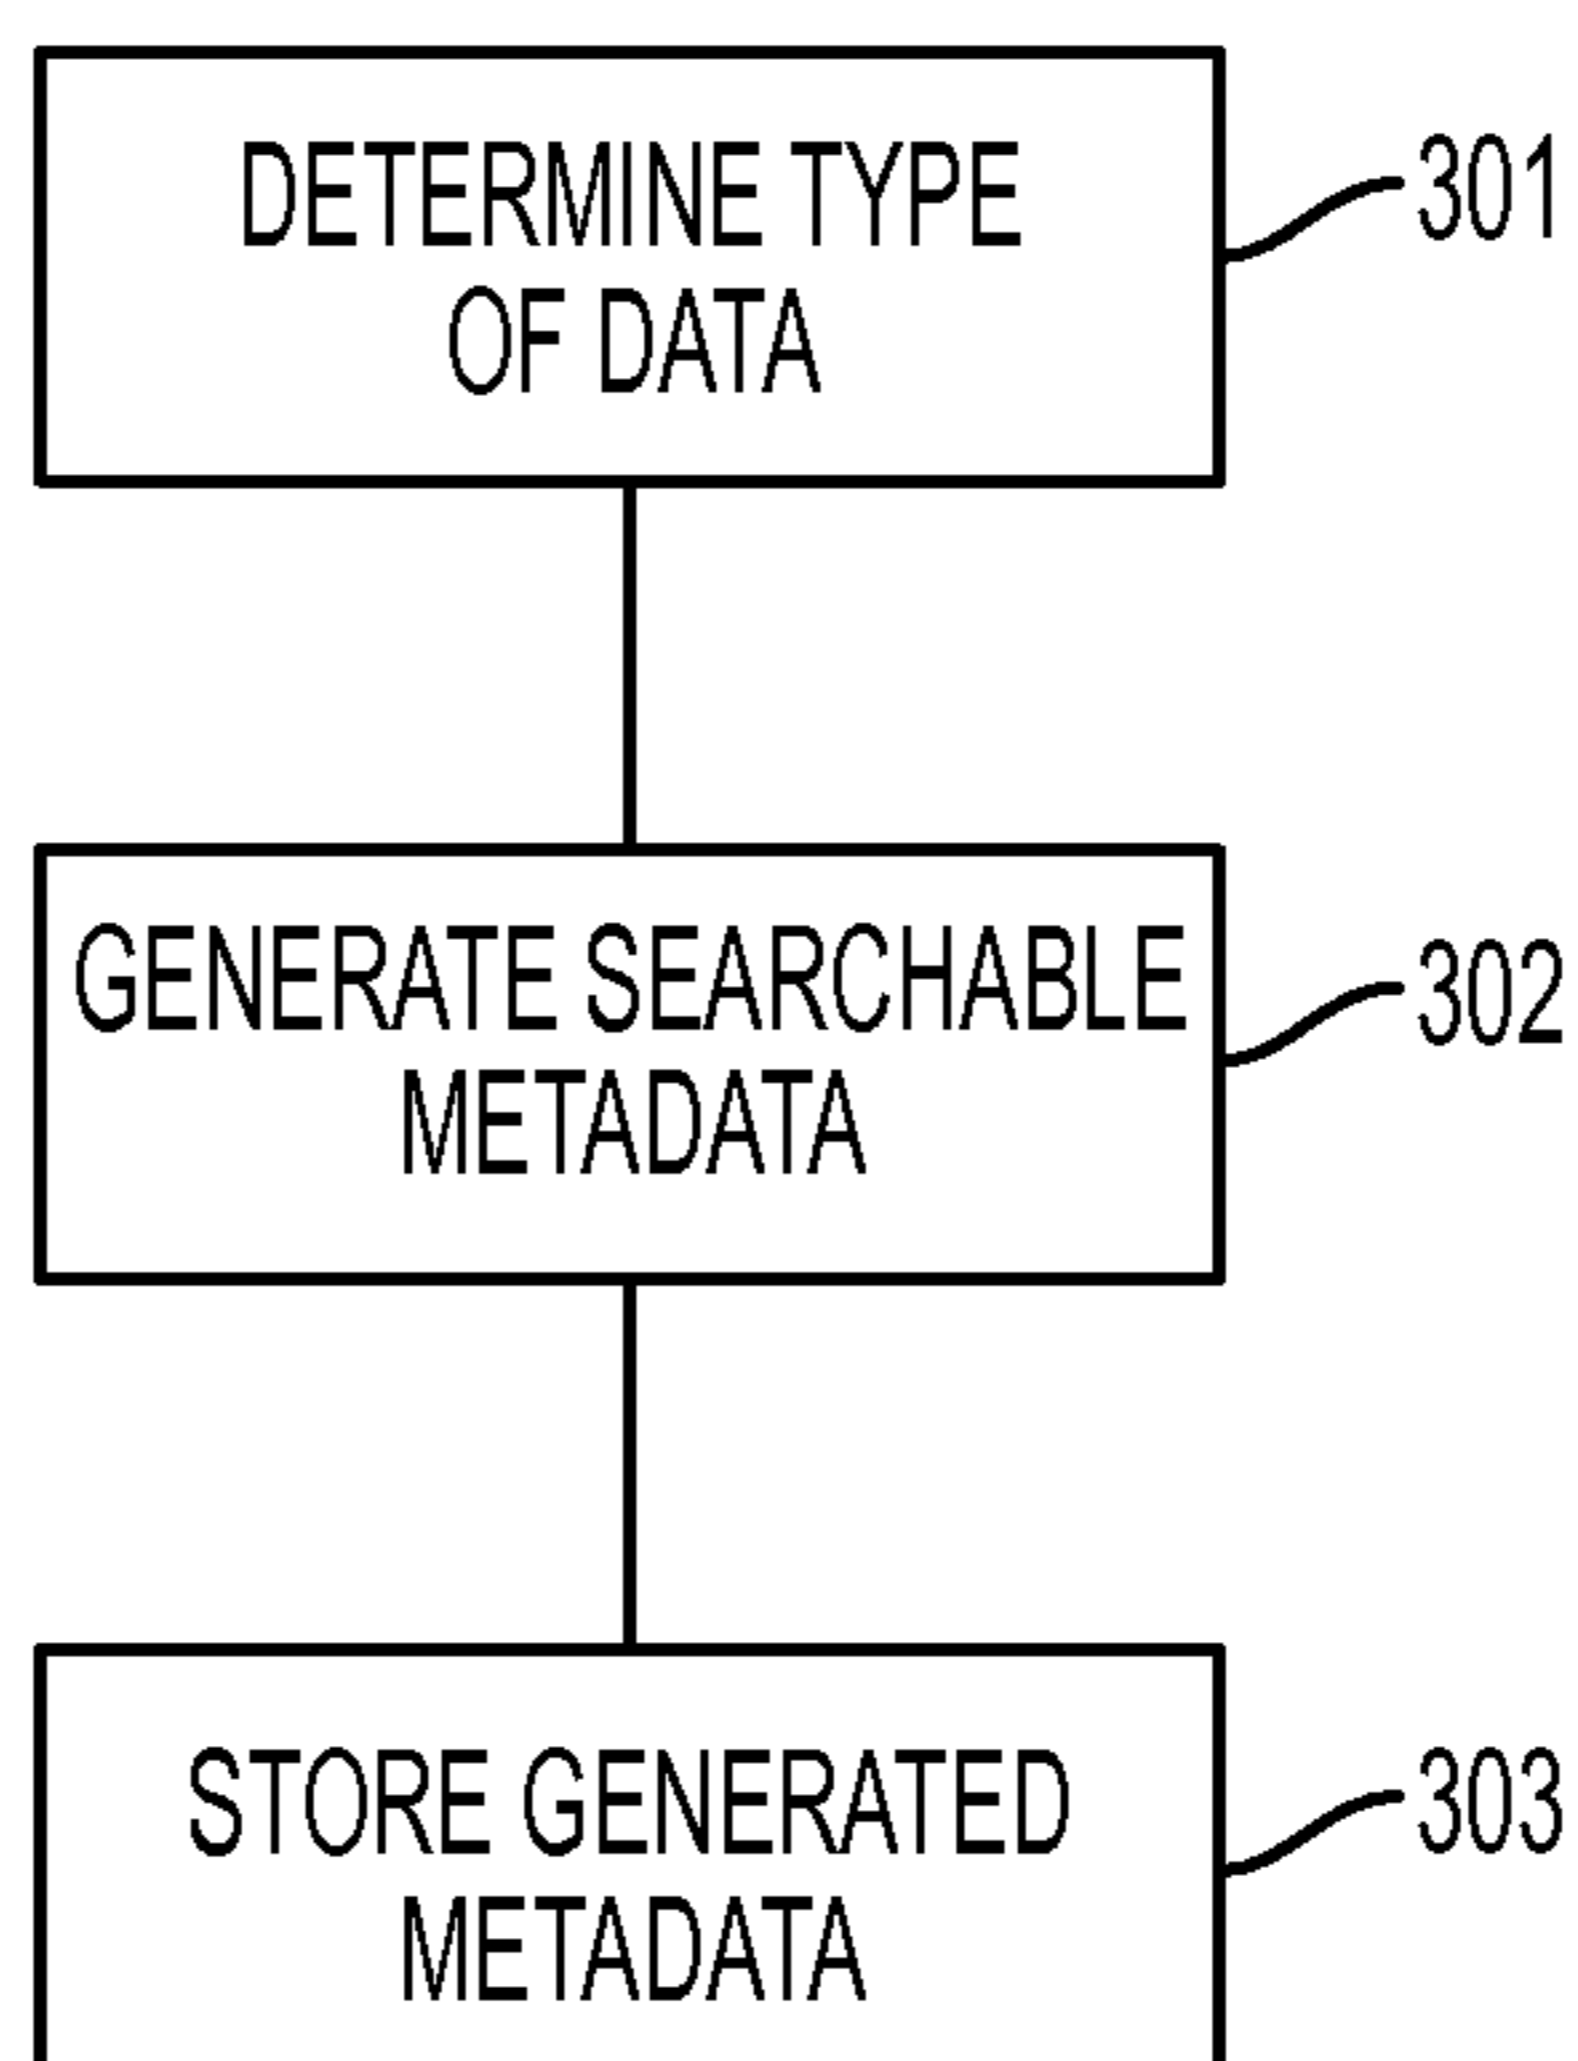 DETERMINE TYPE
OF DATA
301
GENERATE SEARCHABLE
METADATA
302
STORE GENERATED
METADATA
303